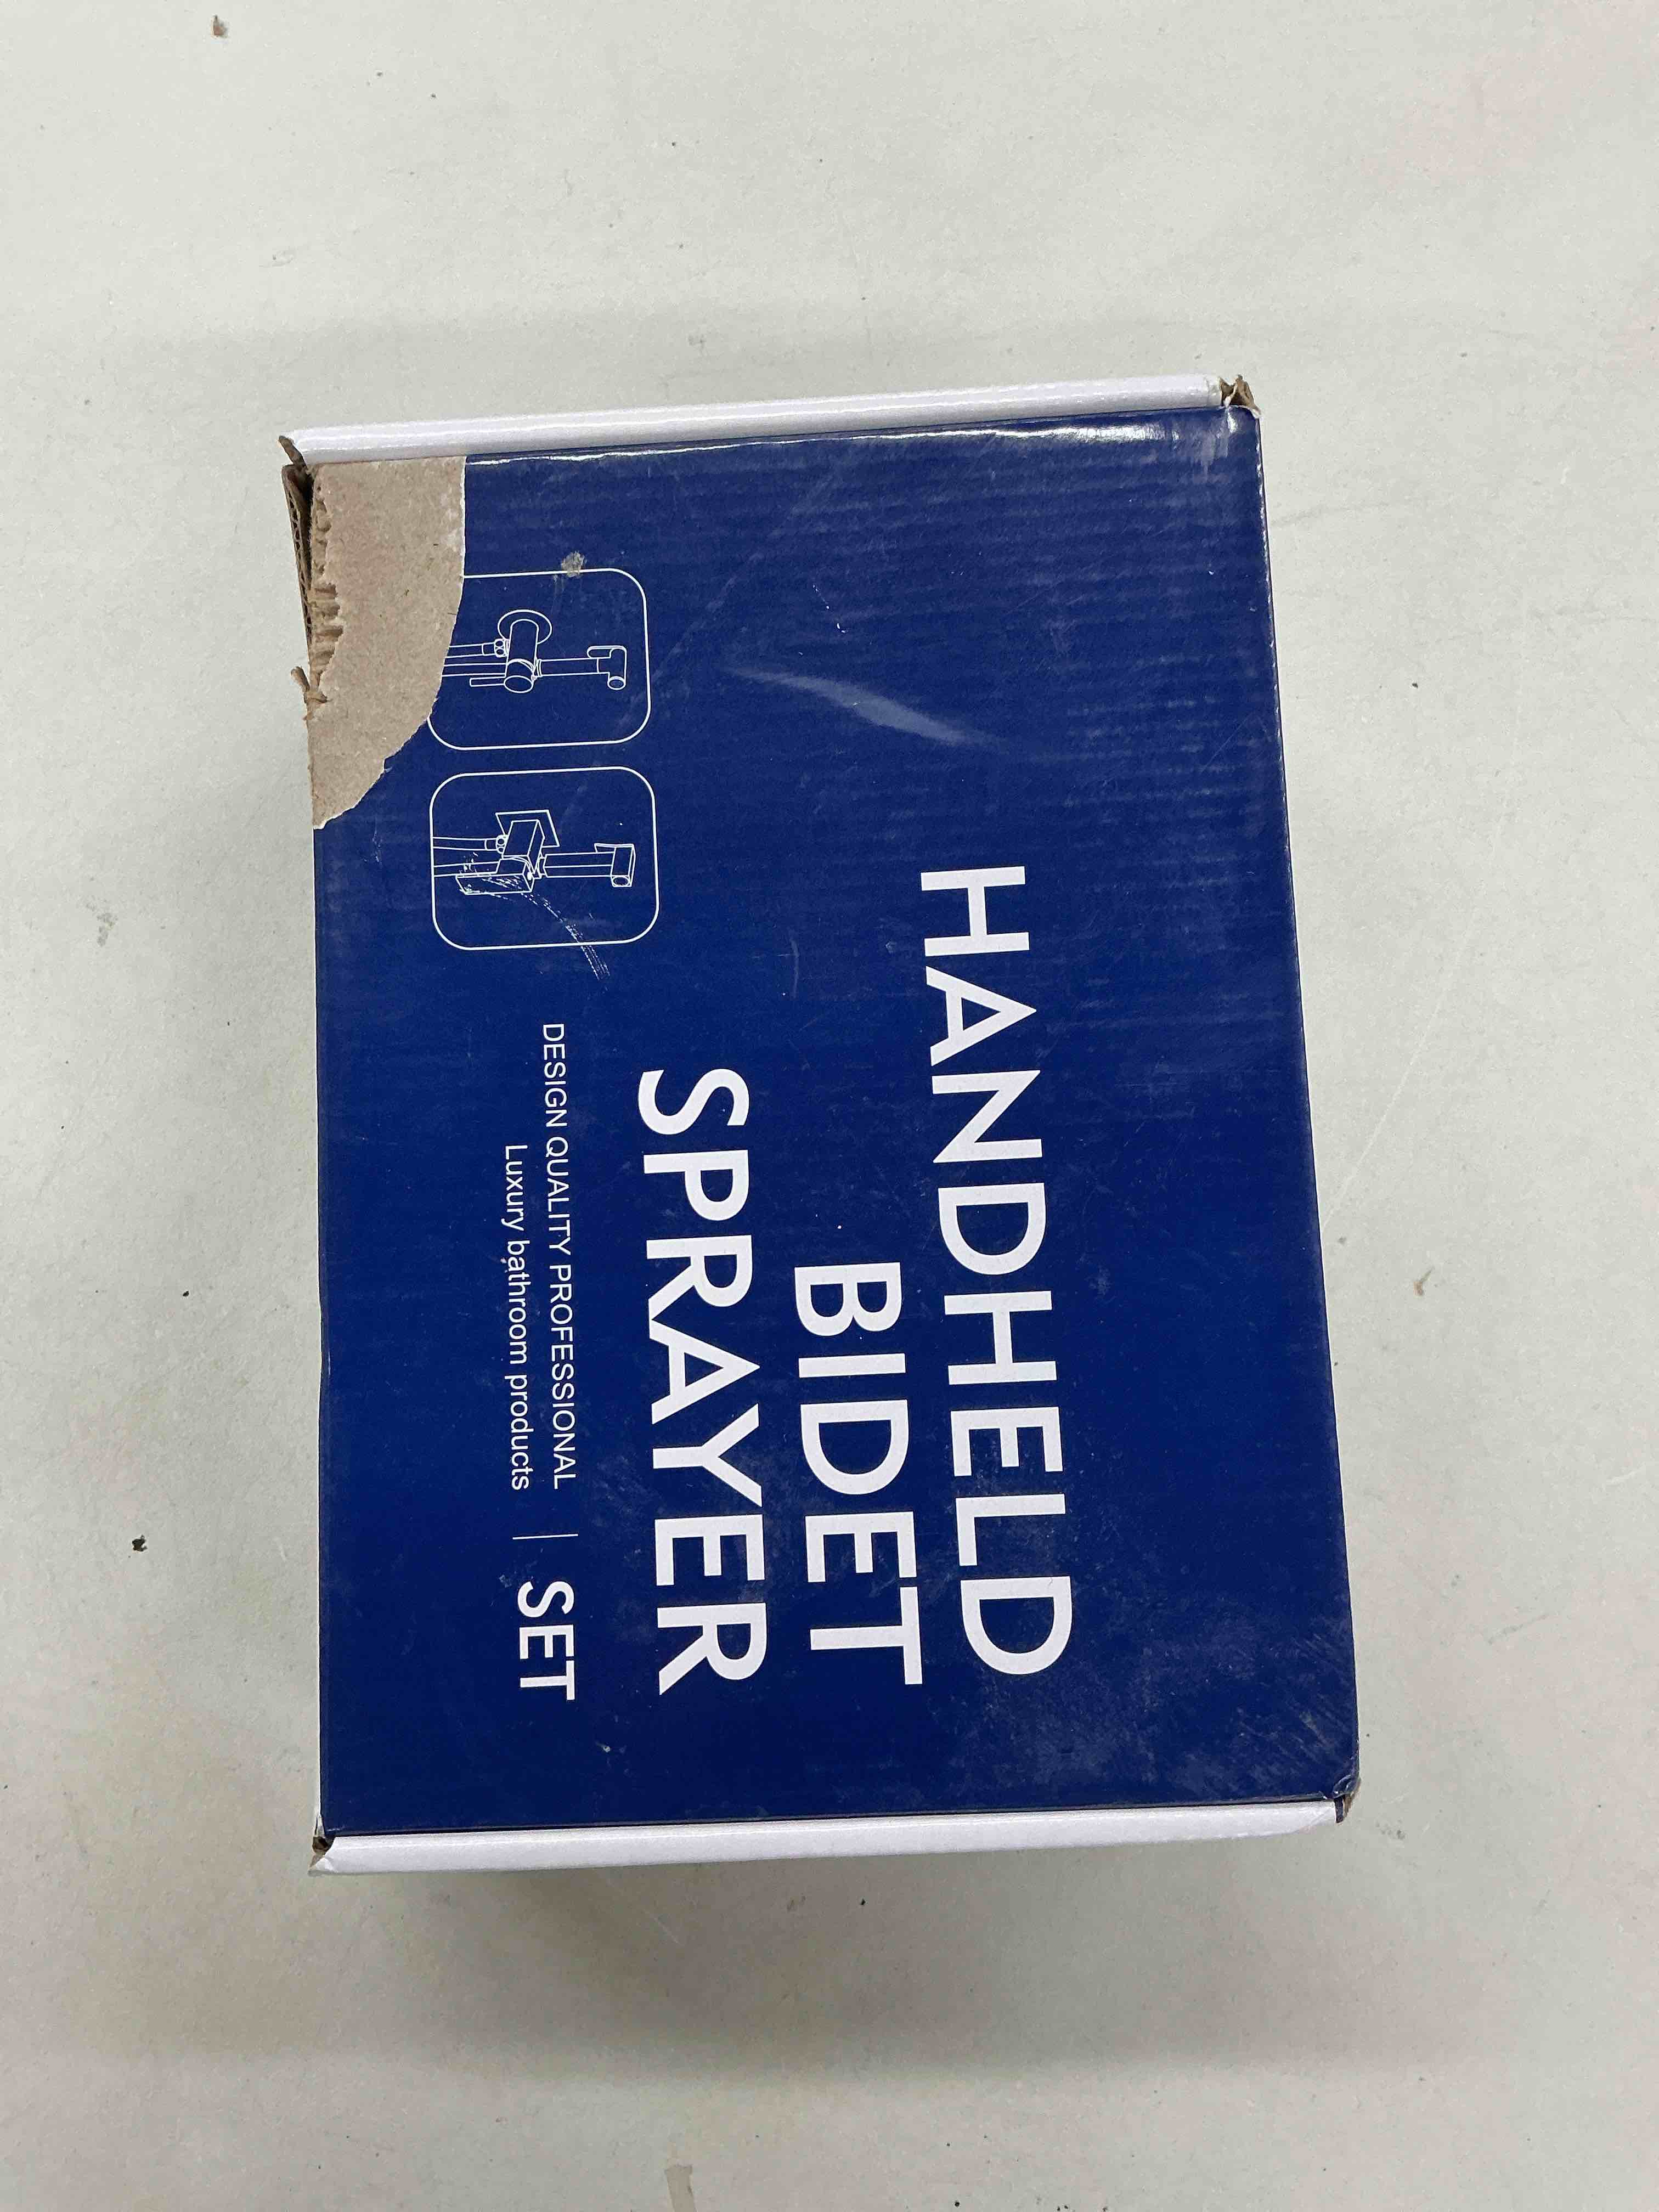 HANDHELD
BIDET
SPRAYER
DESIGN QUALITY PROFESSIONAL
Luxury bathroom products
SET